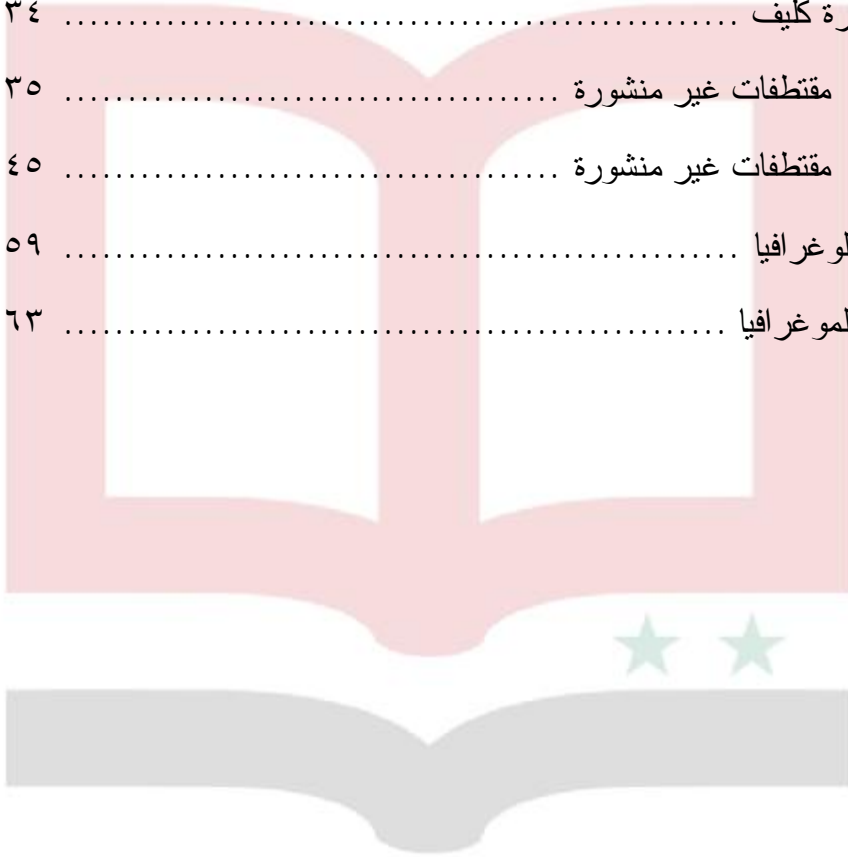 رة كليف ................................................ ٣٤
مقتطفات غير منشورة ....................................... ٣٥
مقتطفات غير منشورة ....................................... ٤٥
لوغرافيا ..................................................... ٥٩
لموغرافيا .................................................... ٦٣